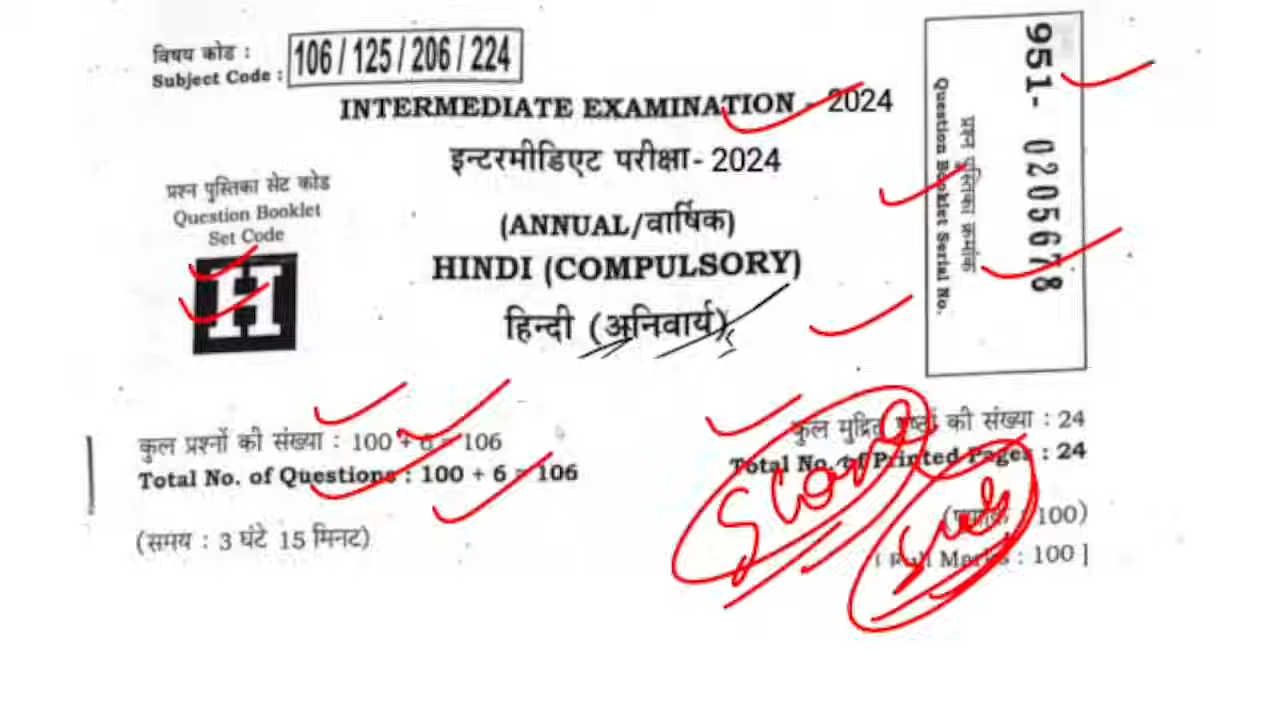 विषय कोड :
Subject Code :
106 / 125 / 206 / 224
INTERMEDIATE EXAMINATION - 2024
इन्टरमीडिएट परीक्षा- 2024
(ANNUAL/वार्षिक)
HINDI (COMPULSORY)
हिन्दी (अनिवार्य)
प्रश्न पुस्तिका सेट कोड
Question Booklet
Set Code
H
951- 0205678
प्रश्न पुस्तिका क्रमांक
Question Booklet Serial No.
कुल प्रश्नों की संख्या : 100 + 6 = 106
Total No. of Questions : 100 + 6 = 106
(समय : 3 घंटे 15 मिनट)
कुल मुद्रित पृष्ठों की संख्या : 24
Total No. of Printed Pages : 24
(पूर्णांक : 100)
[ Full Marks : 100 ]